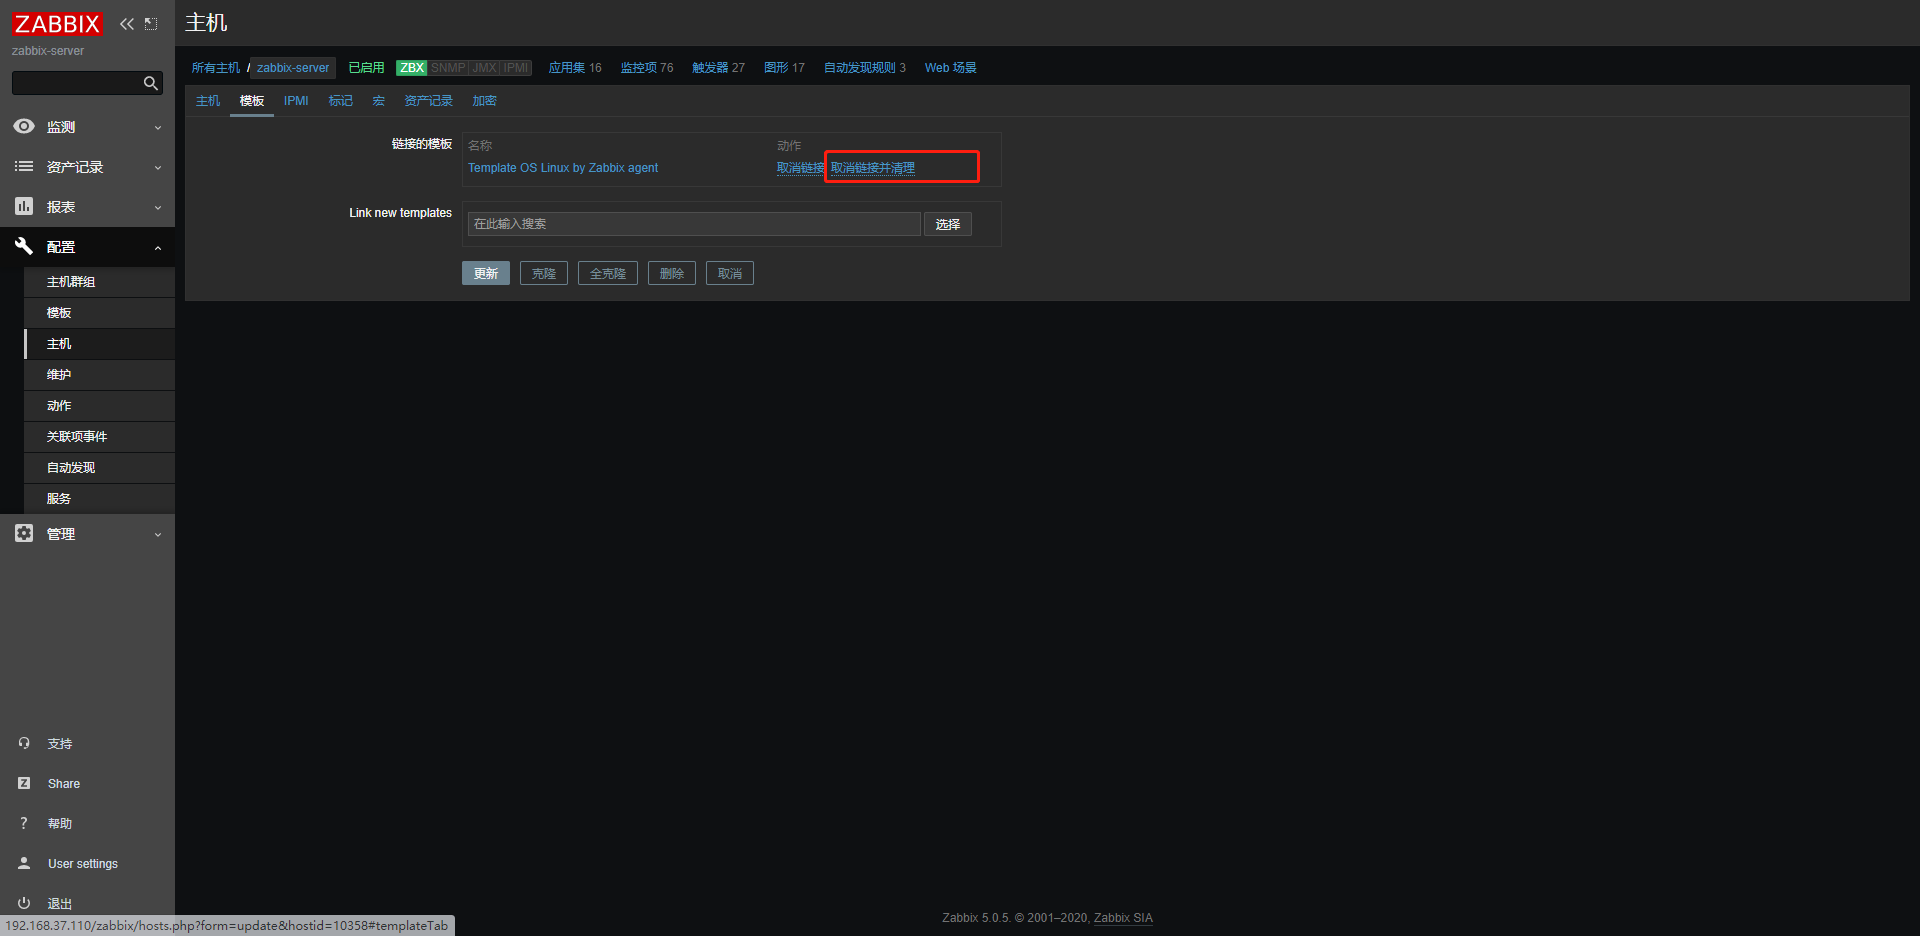 ZABBIX
zabbix-server
监测
资产记录
报表
配置
主机群组
模板
主机
维护
动作
关联项事件
自动发现
服务
管理
支持
Share
帮助
User settings
退出
主机
所有主机 / zabbix-server 已启用 ZBX SNMP JMX IPMI 应用集 16 监控项 76 触发器 27 图形 17 自动发现规则 3 Web 场景
主机 模板 IPMI 标记 宏 资产记录 加密
链接的模板 名称 动作
Template OS Linux by Zabbix agent 取消链接 取消链接并清理
Link new templates 在此输入搜索 选择
更新 克隆 全克隆 删除 取消
Zabbix 5.0.5. © 2001–2020, Zabbix SIA
192.168.37.110/zabbix/hosts.php?form=update&hostid=10358#templateTab